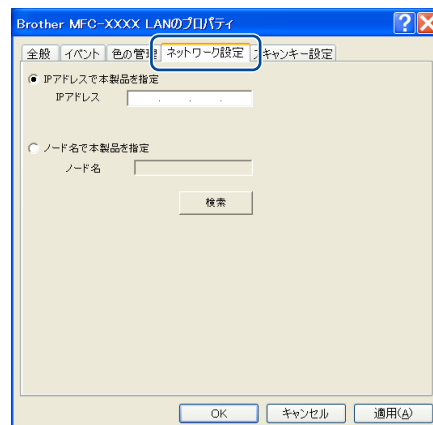 Brother MFC-XXXX LANのプロパティ
全般 イベント 色の管理 ネットワーク設定 スキャンキー設定
IPアドレスで本製品を指定
IPアドレス . . .
ノード名で本製品を指定
ノード名
検索
OK キャンセル 適用(A)